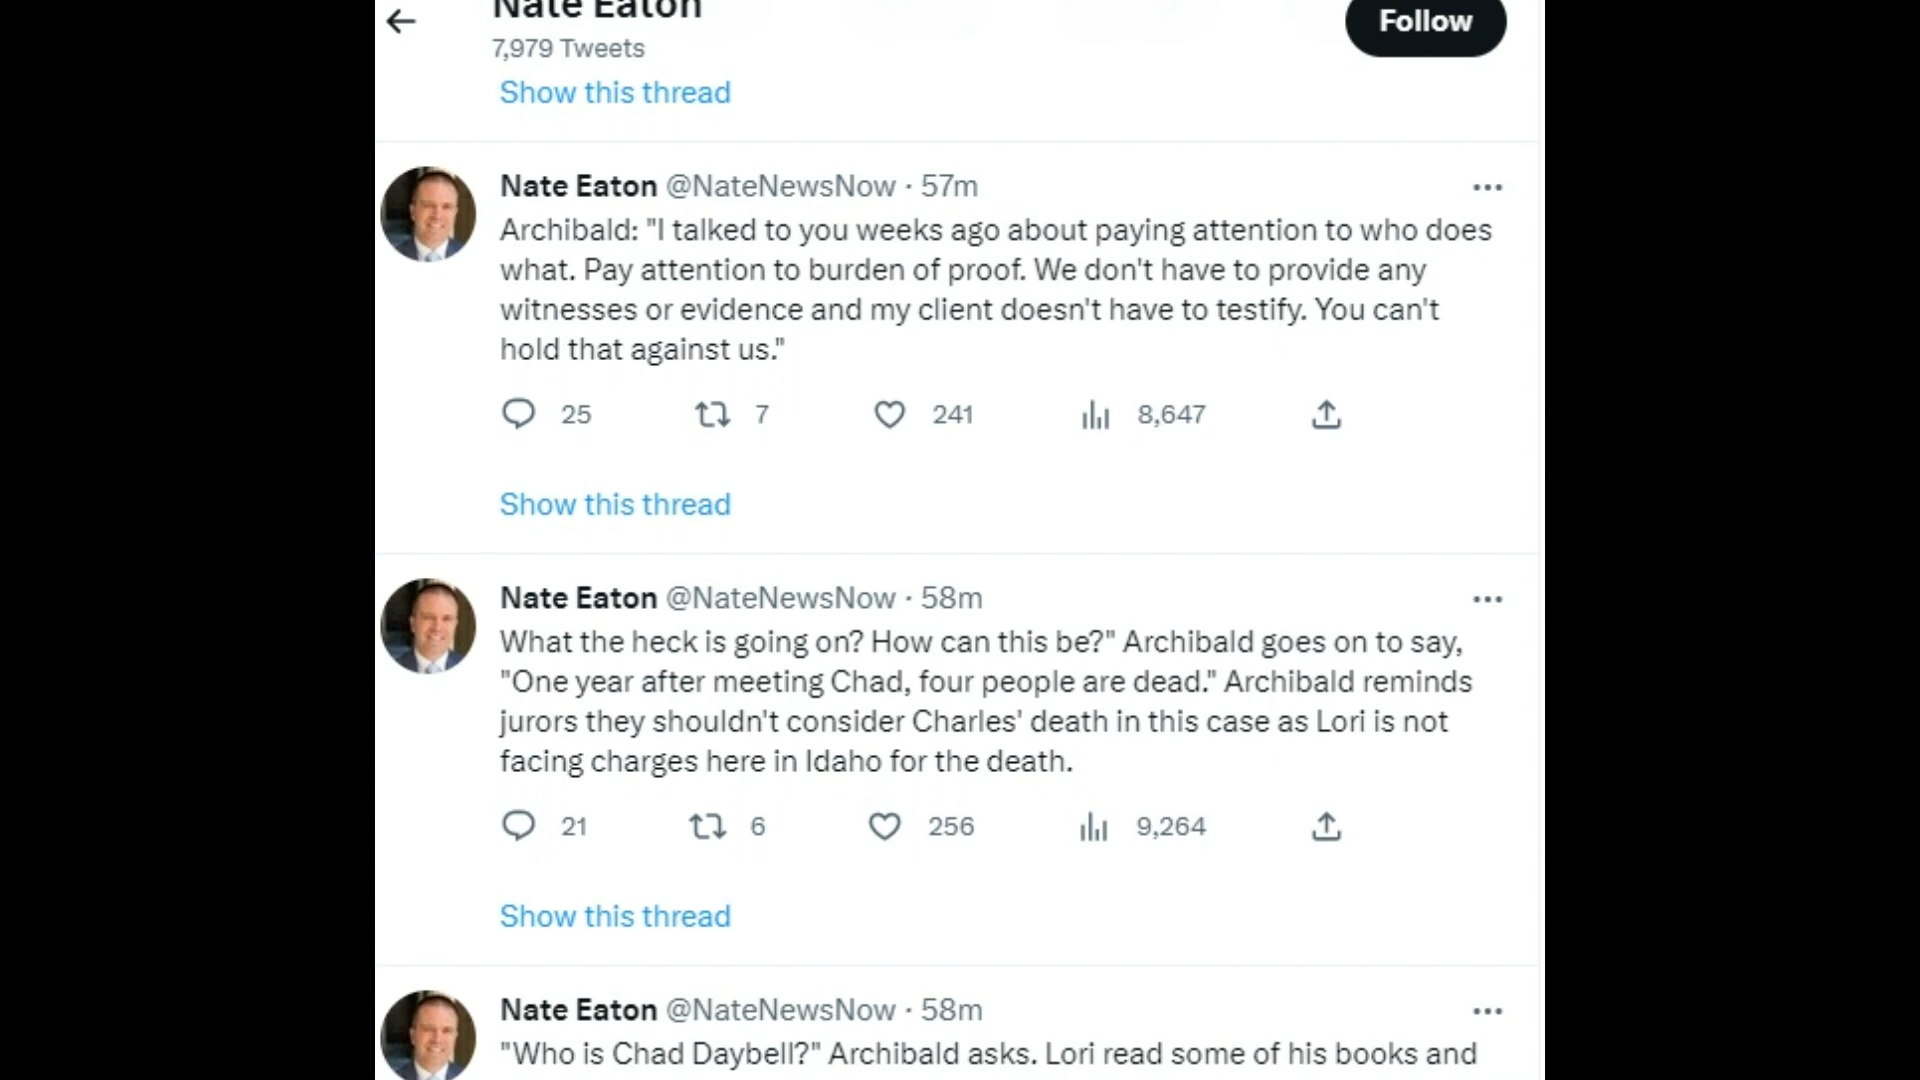 Nate Eaton
7,979 Tweets
Follow
Show this thread
Nate Eaton @NateNewsNow · 57m
Archibald: "I talked to you weeks ago about paying attention to who does
what. Pay attention to burden of proof. We don't have to provide any
witnesses or evidence and my client doesn't have to testify. You can't
hold that against us."
25 7 241 8,647
Show this thread
Nate Eaton @NateNewsNow · 58m
What the heck is going on? How can this be?" Archibald goes on to say,
"One year after meeting Chad, four people are dead." Archibald reminds
jurors they shouldn't consider Charles' death in this case as Lori is not
facing charges here in Idaho for the death.
21 6 256 9,264
Show this thread
Nate Eaton @NateNewsNow · 58m
"Who is Chad Daybell?" Archibald asks. Lori read some of his books and